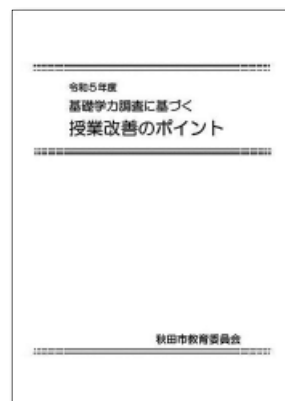 令和5年度
基礎学力調査に基づく
授業改善のポイント
秋田市教育委員会